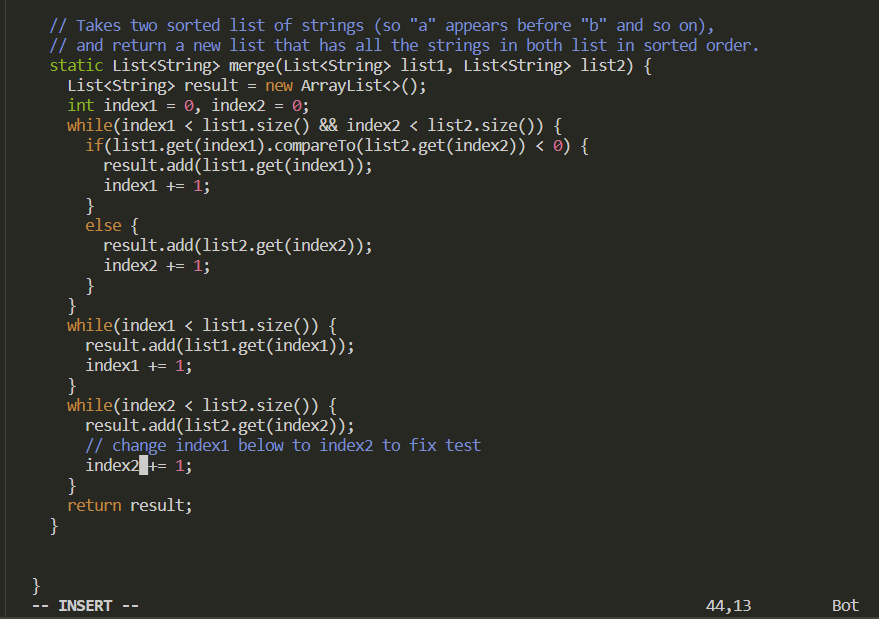 // Takes two sorted list of strings (so "a" appears before "b" and so on),
// and return a new list that has all the strings in both list in sorted order.
static List<String> merge(List<String> list1, List<String> list2) {
  List<String> result = new ArrayList<>();
  int index1 = 0, index2 = 0;
  while(index1 < list1.size() && index2 < list2.size()) {
    if(list1.get(index1).compareTo(list2.get(index2)) < 0) {
      result.add(list1.get(index1));
      index1 += 1;
    }
    else {
      result.add(list2.get(index2));
      index2 += 1;
    }
  }
  while(index1 < list1.size()) {
    result.add(list1.get(index1));
    index1 += 1;
  }
  while(index2 < list2.size()) {
    result.add(list2.get(index2));
    // change index1 below to index2 to fix test
    index2 += 1;
  }
  return result;
}
}
-- INSERT -- 44,13 Bot